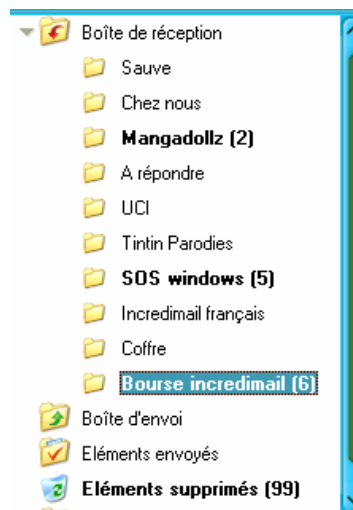 Boîte de réception
Sauve
Chez nous
Mangadollz (2)
A répondre
UCI
Tintin Parodies
SOS windows (5)
Incredimail français
Coffre
Bourse incredimail (6)
Boîte d'envoi
Eléments envoyés
Eléments supprimés (99)